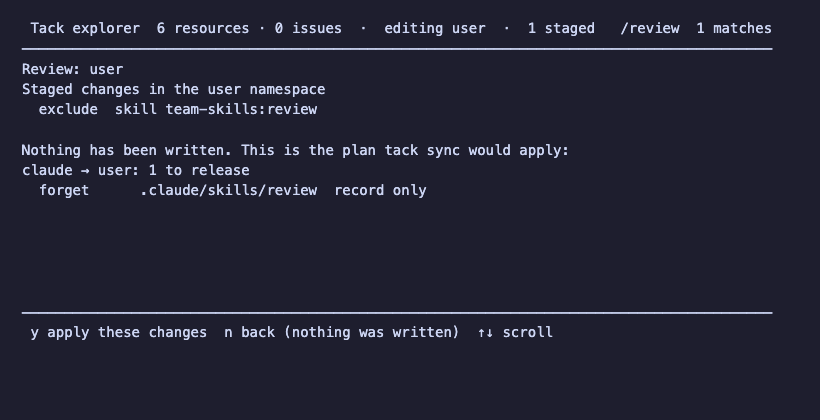 Tack explorer  6 resources · 0 issues  ·  editing user  ·  1 staged   /review  1 matches
Review: user
Staged changes in the user namespace
  exclude  skill team-skills:review
Nothing has been written. This is the plan tack sync would apply:
claude → user: 1 to release
  forget      .claude/skills/review  record only
y apply these changes  n back (nothing was written)  ↑↓ scroll